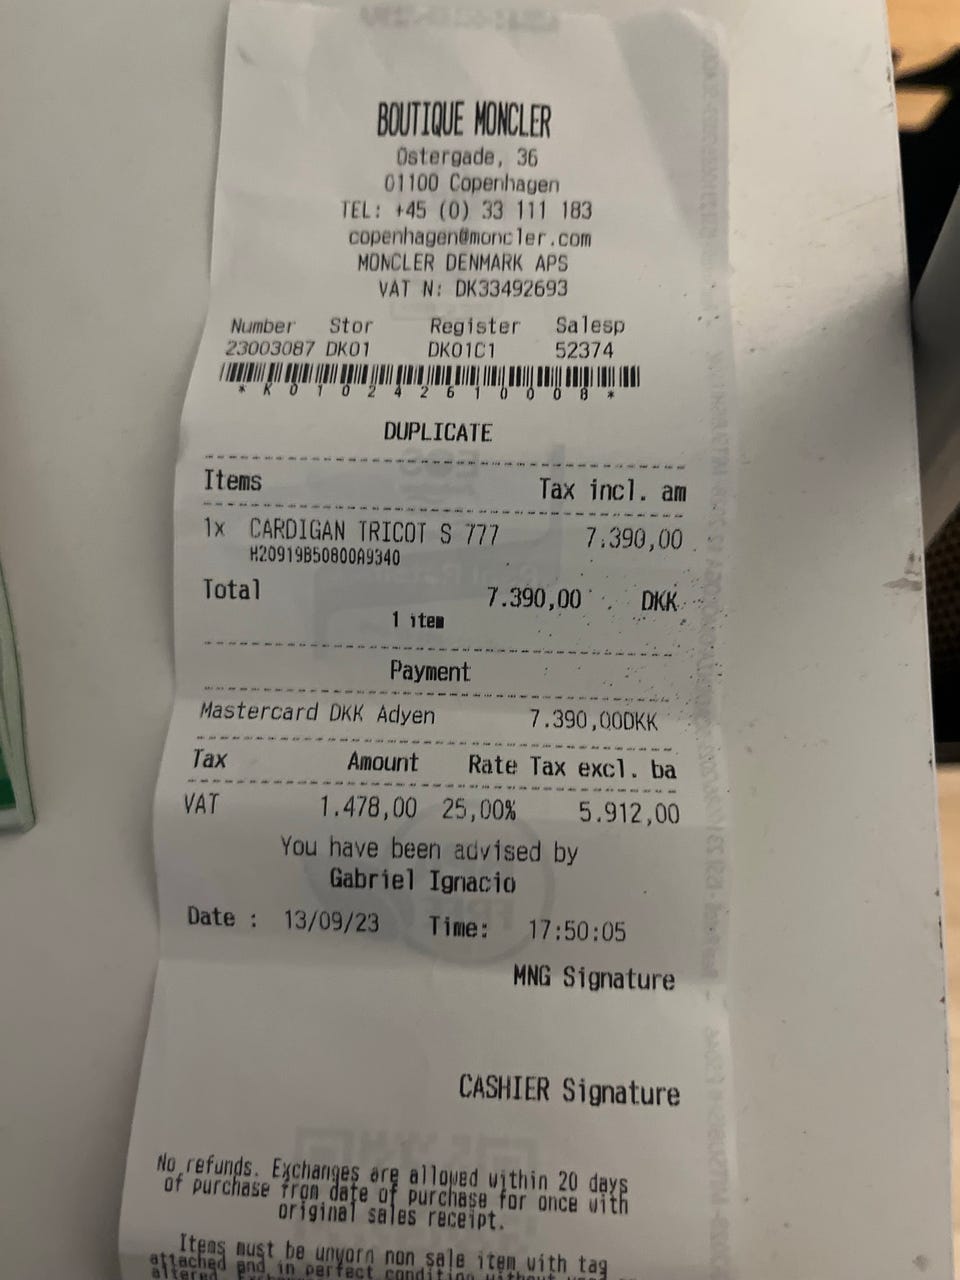 BOUTIQUE MONCLER
Ostergade, 36
01100 Copenhagen
TEL: +45 (0) 33 111 183
copenhagen@moncler.com
MONCLER DENMARK APS
VAT N: DK33492693
Number Stor Register Salesp
23003087 DK01 DK01C1 52374
* K 0 1 0 2 4 2 6 1 0 0 0 8 *
DUPLICATE
Items Tax incl. am
1x CARDIGAN TRICOT S 777 7.390,00
H20919B50800A9340
Total 7.390,00 DKK
1 item
Payment
Mastercard DKK Adyen 7.390,00DKK
Tax Amount Rate Tax excl. ba
VAT 1.478,00 25,00% 5.912,00
You have been advised by
Gabriel Ignacio
Date : 13/09/23 Time: 17:50:05
MNG Signature
CASHIER Signature
No refunds. Exchanges are allowed within 20 days
of purchase from date of purchase for once with
original sales receipt.
Items must be unworn non sale item with tag
attached and in perfect condition without
altered.